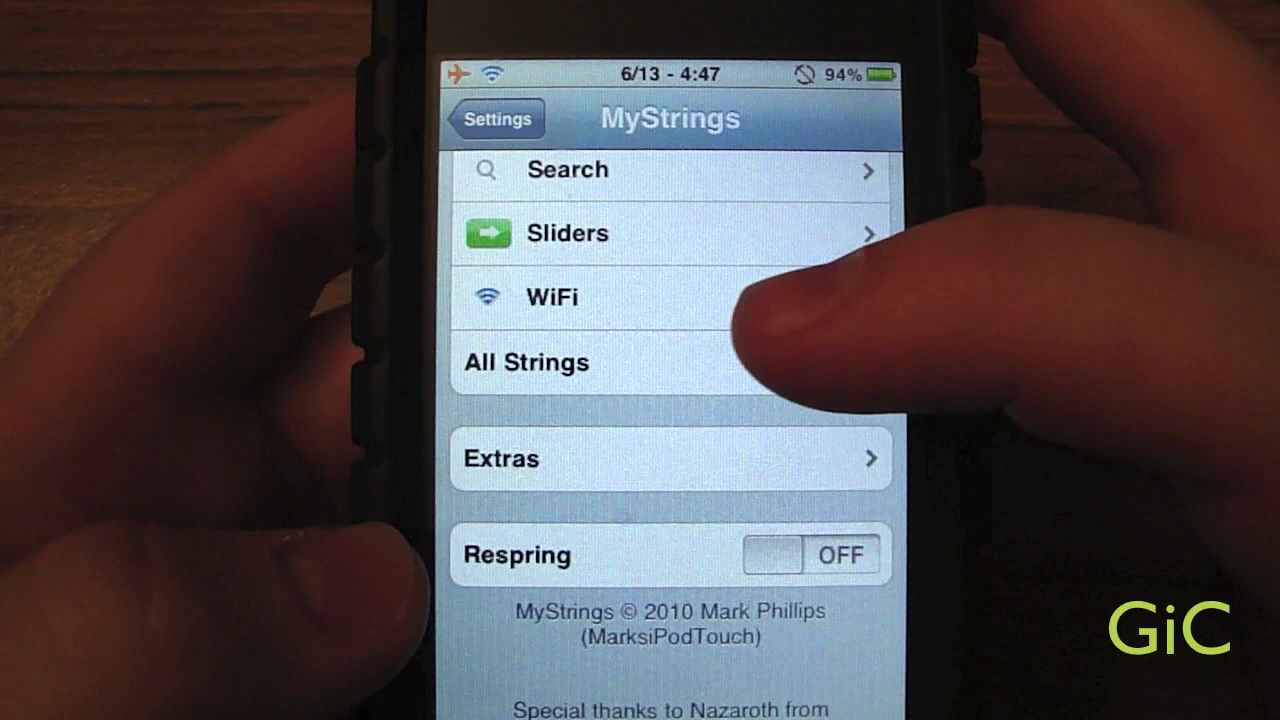 6/13 - 4:47
94%
Settings
MyStrings
Search
Sliders
WiFi
All Strings
Extras
Respring
OFF
MyStrings © 2010 Mark Phillips
(MarksiPodTouch)
Special thanks to Nazaroth from
GiC